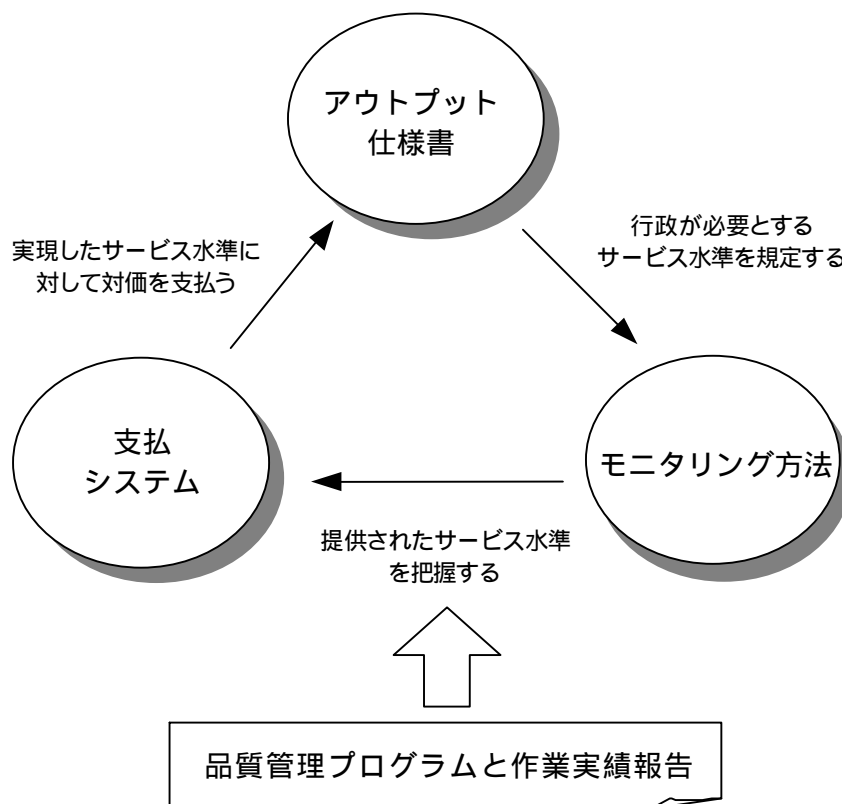 アウトプット
仕様書
実現したサービス水準に
対して対価を支払う
行政が必要とする
サービス水準を規定する
支払
システム
モニタリング方法
提供されたサービス水準
を把握する
品質管理プログラムと作業実績報告